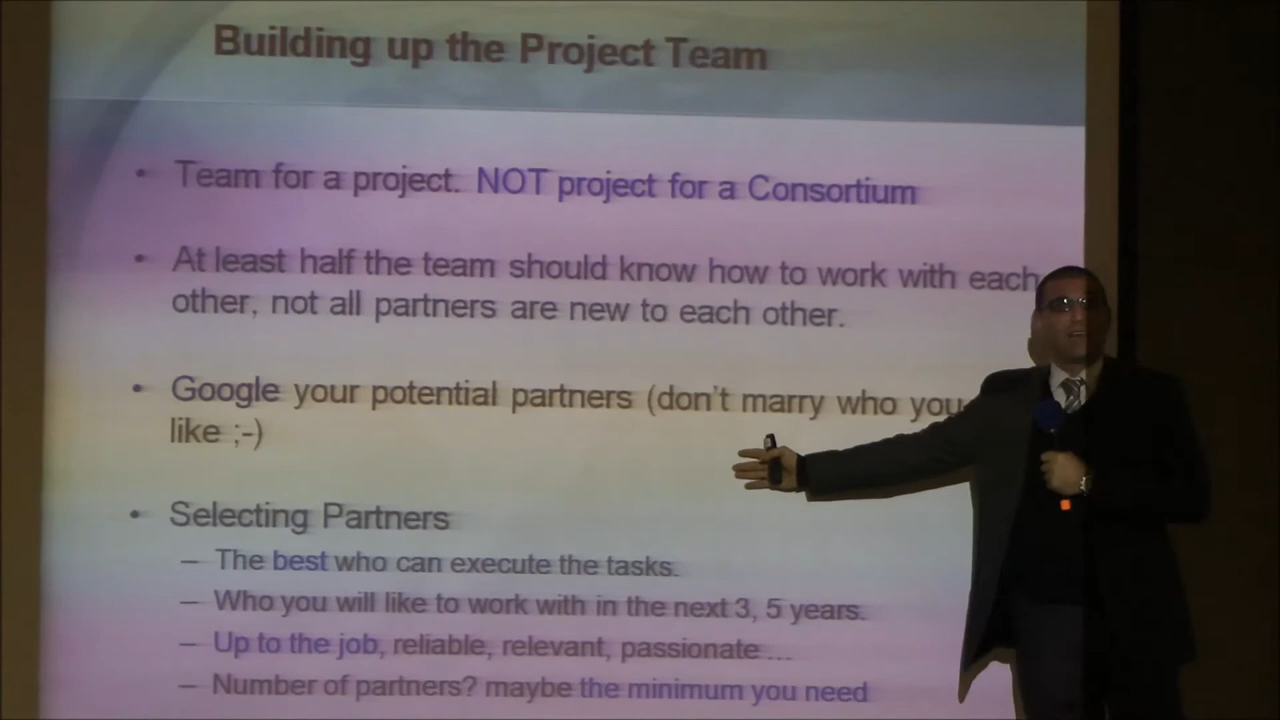 Building up the Project Team
• Team for a project. NOT project for a Consortium
• At least half the team should know how to work with each
other, not all partners are new to each other.
• Google your potential partners (don't marry who you
like ;-)
• Selecting Partners
– The best who can execute the tasks.
– Who you will like to work with in the next 3, 5 years.
– Up to the job, reliable, relevant, passionate ...
– Number of partners? maybe the minimum you need